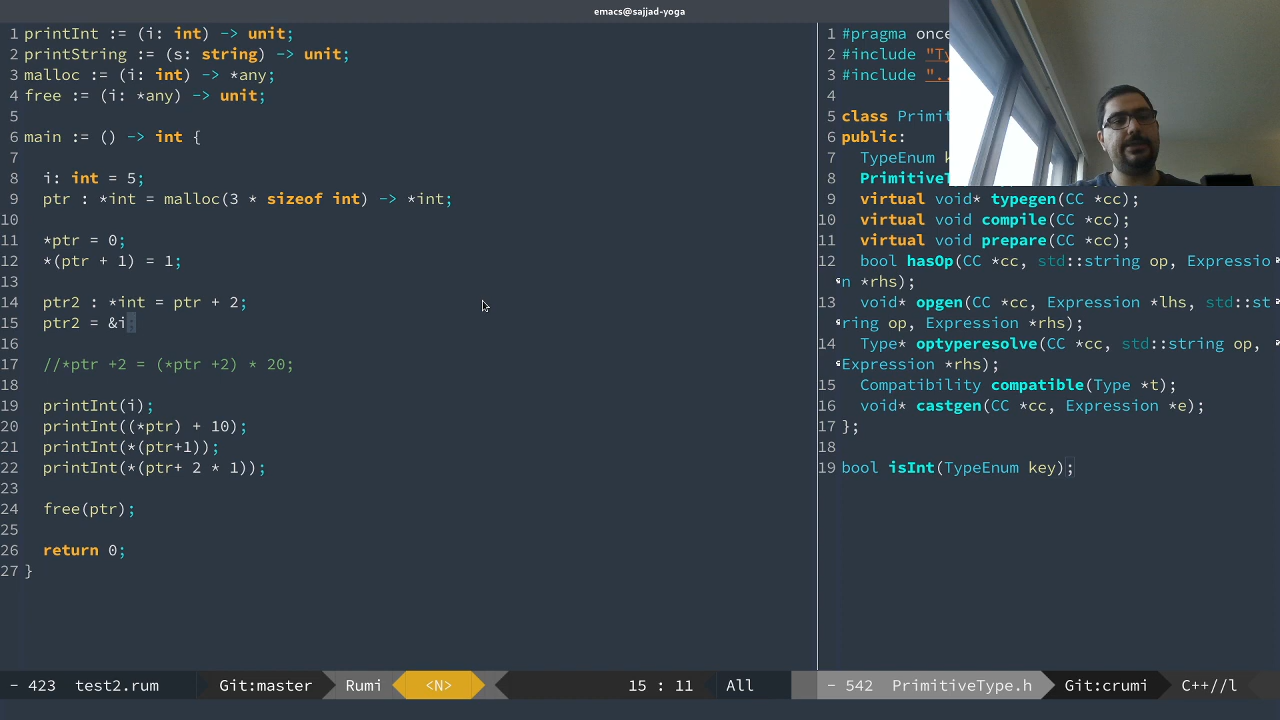 emacs@sajjad-yoga
1 printInt := (i: int) -> unit;
2 printString := (s: string) -> unit;
3 malloc := (i: int) -> *any;
4 free := (i: *any) -> unit;
5
6 main := () -> int {
7
8 i: int = 5;
9 ptr : *int = malloc(3 * sizeof int) -> *int;
10
11 *ptr = 0;
12 *(ptr + 1) = 1;
13
14 ptr2 : *int = ptr + 2;
15 ptr2 = &i;
16
17 //*ptr +2 = (*ptr +2) * 20;
18
19 printInt(i);
20 printInt((*ptr) + 10);
21 printInt(*(ptr+1));
22 printInt(*(ptr+ 2 * 1));
23
24 free(ptr);
25
26 return 0;
27 }
- 423 test2.rum Git:master Rumi <N> 15 : 11 All
1 #pragma
2 #include
3 #include
4
5 class
6 public:
7 TypeEnum
8
9 virtual void* typegen(CC *cc);
10 virtual void compile(CC *cc);
11 virtual void prepare(CC *cc);
12 bool hasOp(CC *cc, std::string op, Expressio
n *rhs);
13 void* opgen(CC *cc, Expression *lhs, std::st
ring op, Expression *rhs);
14 Type* optyperesolve(CC *cc, std::string op,
Expression *rhs);
15 Compatibility compatible(Type *t);
16 void* castgen(CC *cc, Expression *e);
17 };
18
19 bool isInt(TypeEnum key);
- 542 PrimitiveType.h Git:crumi C++//l